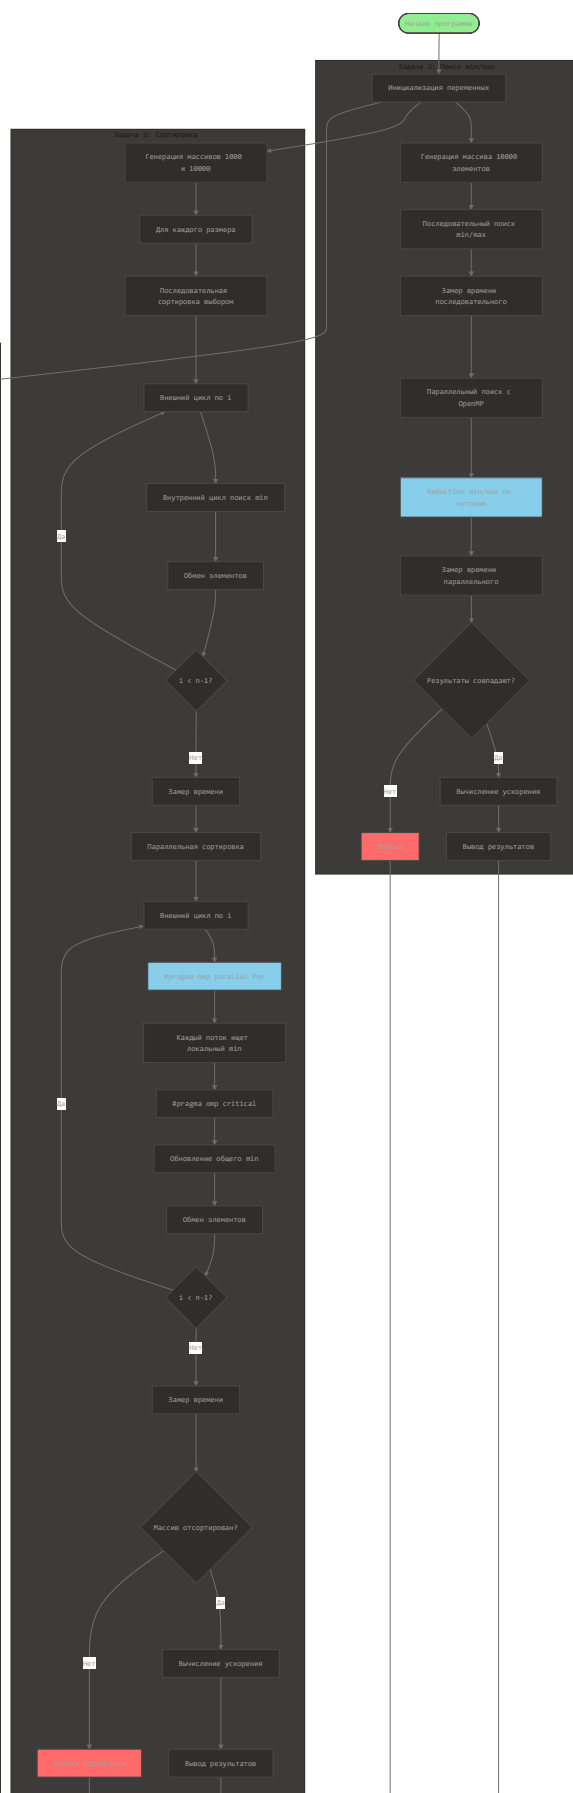 Начало программы
Задача 2: Поиск min/max
Инициализация переменных
Генерация массива 10000
элементов
Последовательный поиск
min/max
Замер времени
последовательного
Параллельный поиск с
OpenMP
Reduction min/max по
потокам
Замер времени
параллельного
Результаты совпадают?
Нет
Да
Вычисление ускорения
Вывод результатов
Задача 3: Сортировка
Генерация массивов 1000
и 10000
Для каждого размера
Последовательная
сортировка выбором
Внешний цикл по i
Внутренний цикл поиск min
Да
Обмен элементов
i < n-1?
Нет
Замер времени
Параллельная сортировка
Внешний цикл по i
#pragma omp parallel for
Каждый поток ищет
локальный min
#pragma omp critical
Да
Обновление общего min
Обмен элементов
i < n-1?
Нет
Замер времени
Массив отсортирован?
Да
Нет
Вычисление ускорения
Вывод результатов